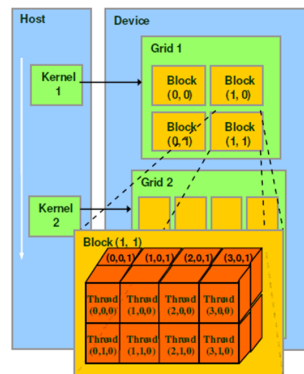 Host
Device
Grid 1
Kernel
1
Block
(0, 0)
Block
(1, 0)
Block
(0, 1)
Block
(1, 1)
Grid 2
Kernel
2
Block (1, 1)
(0,0,1)
(1,0,1)
(2,0,1)
(3,0,1)
Thread
(0,0,0)
Thread
(1,0,0)
Thread
(2,0,0)
Thread
(3,0,0)
Thread
(0,1,0)
Thread
(1,1,0)
Thread
(2,1,0)
Thread
(3,1,0)